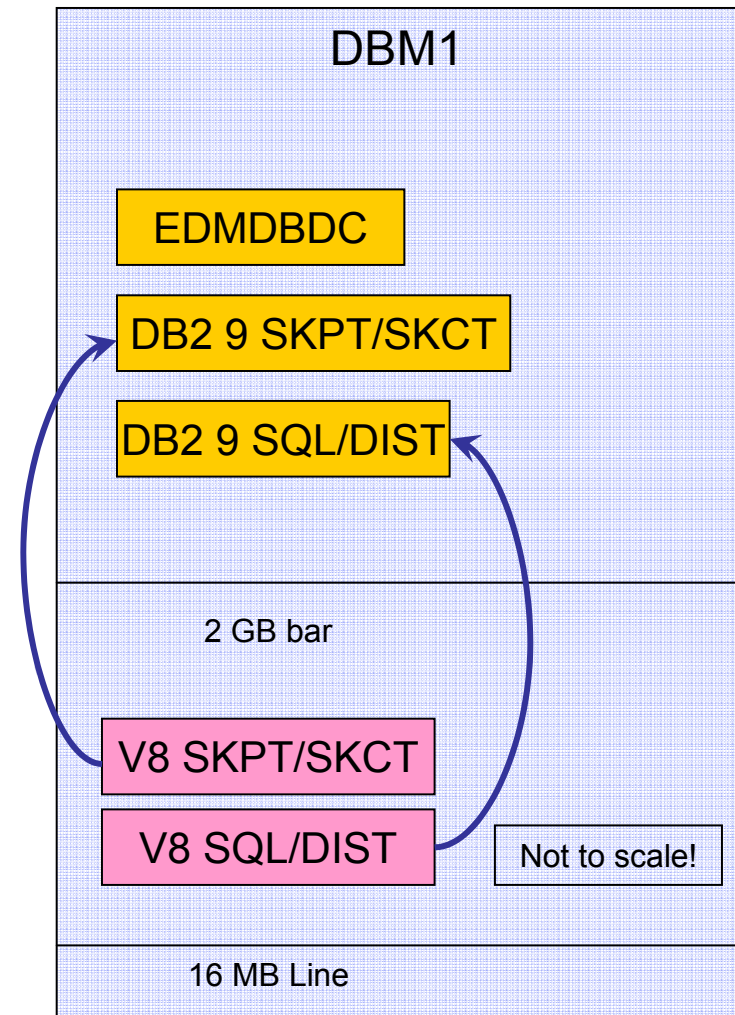 DBM1
EDMDBDC
DB2 9 SKPT/SKCT
DB2 9 SQL/DIST
2 GB bar
V8 SKPT/SKCT
V8 SQL/DIST
Not to scale!
16 MB Line